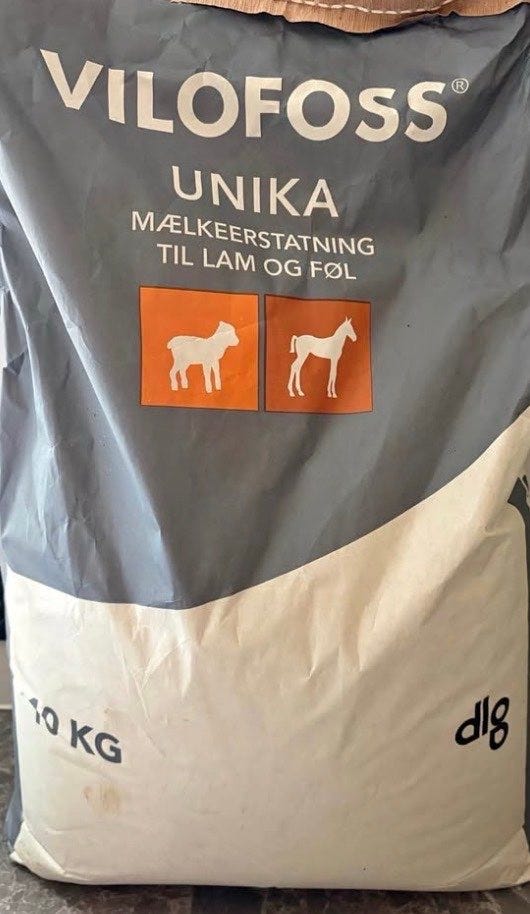 VILOFOSS®
UNIKA
MÆLKEERSTATNING
TIL LAM OG FØL
10 KG
dlg